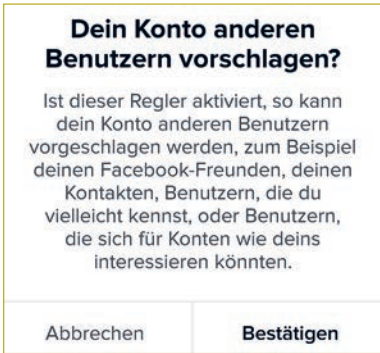 Dein Konto anderen
Benutzern vorschlagen?
Ist dieser Regler aktiviert, so kann
dein Konto anderen Benutzern
vorgeschlagen werden, zum Beispiel
deinen Facebook-Freunden, deinen
Kontakten, Benutzern, die du
vielleicht kennst, oder Benutzern,
die sich für Konten wie deins
interessieren könnten.
Abbrechen
Bestätigen